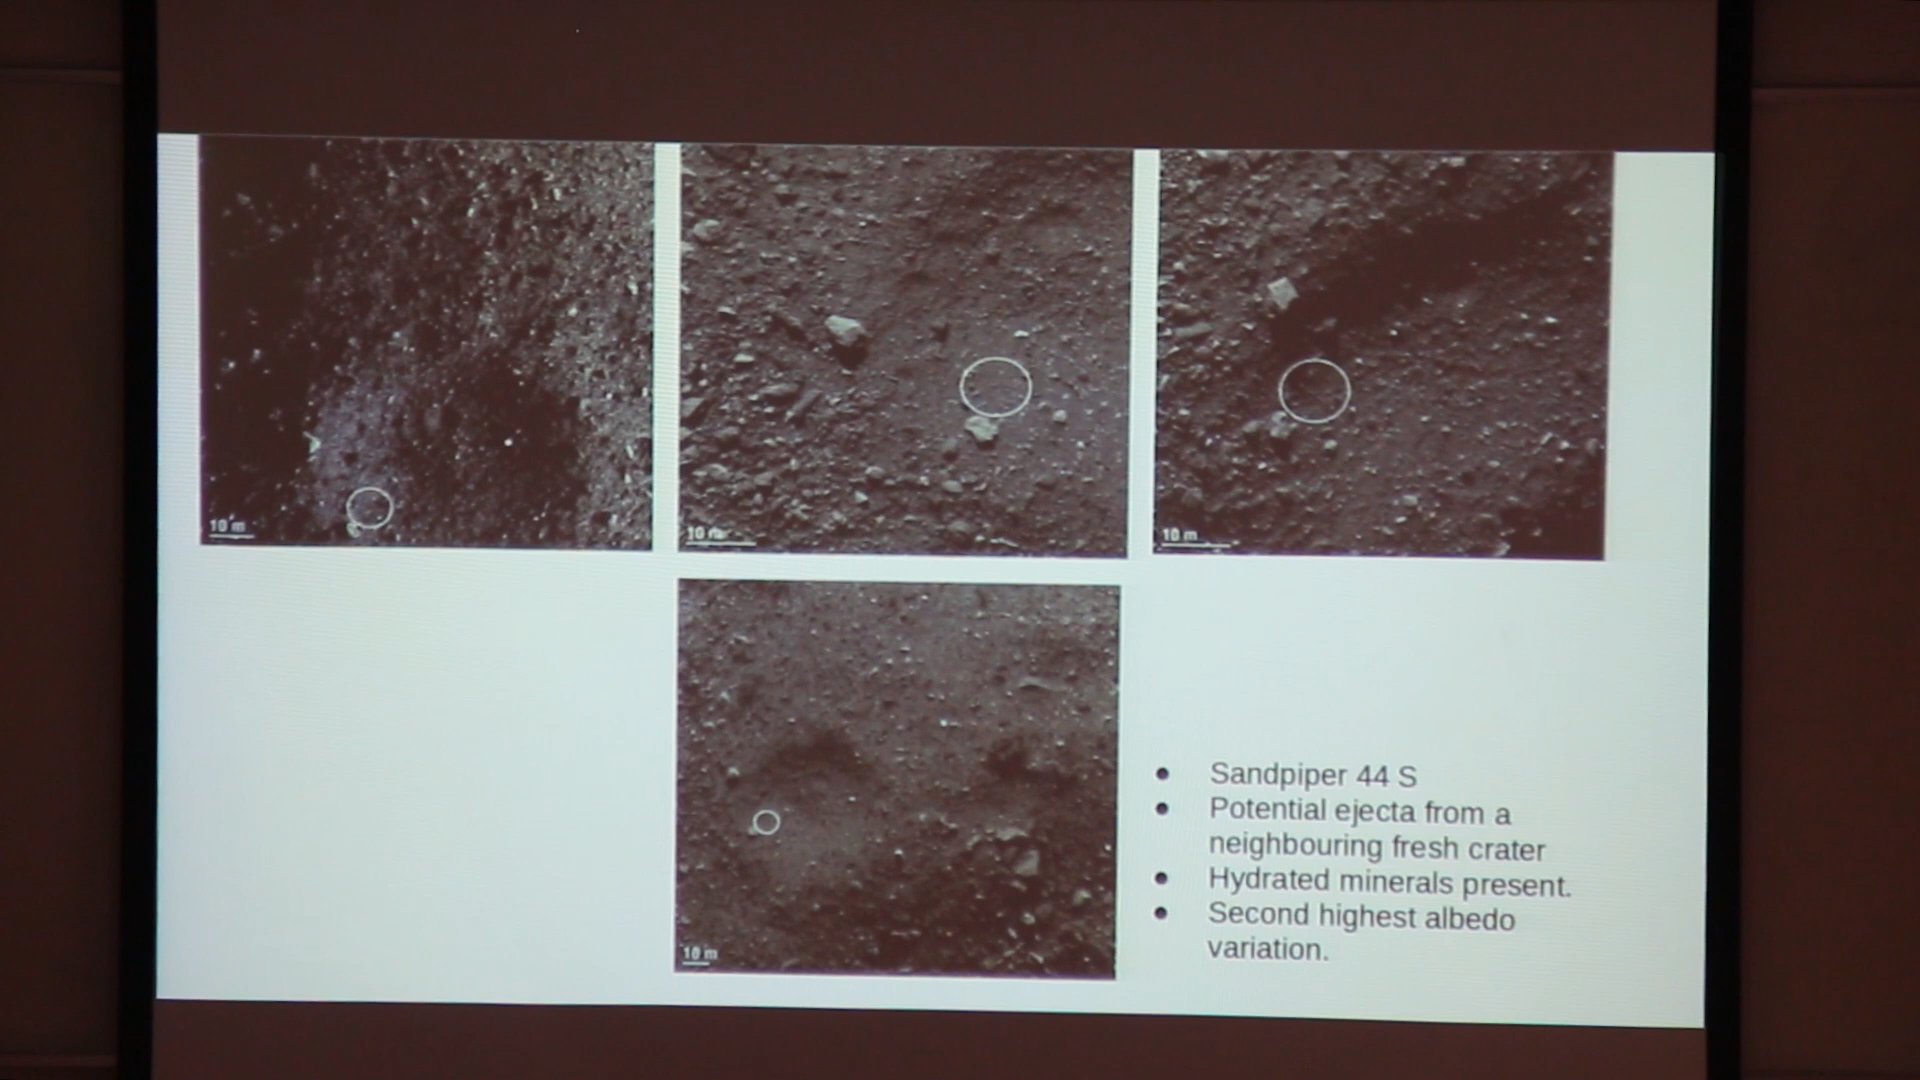 10 m
10 m
10 m
10 m
● Sandpiper 44 S
● Potential ejecta from a
neighbouring fresh crater
● Hydrated minerals present.
● Second highest albedo
variation.